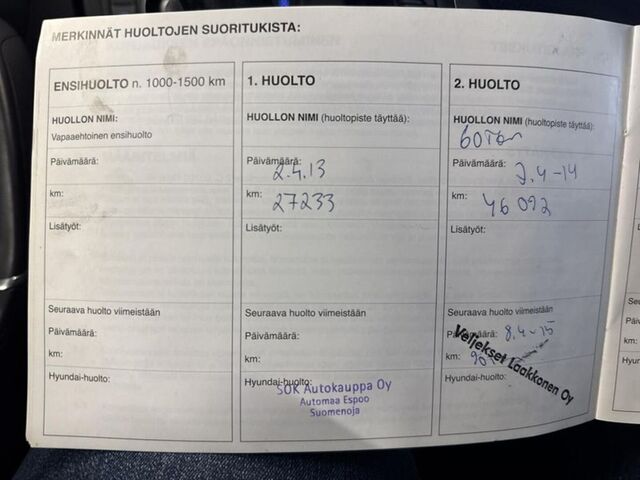 MERKINNÄT HUOLTOJEN SUORITUKISTA:
ENSIHUOLTO n. 1000-1500 km
HUOLLON NIMI:
Vapaaehtoinen ensihuolto
Päivämäärä:
km:
Lisätyöt:
Seuraava huolto viimeistään
Päivämäärä:
km:
Hyundai-huolto:
1. HUOLTO
HUOLLON NIMI (huoltopiste täyttää):
Päivämäärä:
2.4.13
km: 27233
Lisätyöt:
Seuraava huolto viimeistään
Päivämäärä:
km:
Hyundai-huolto:
SOK Autokauppa Oy
Automaa Espoo
Suomenoja
2. HUOLTO
HUOLLON NIMI (huoltopiste täyttää):
Päivämäärä: 7.4-14
km: 46 092
Lisätyöt:
Seuraava huolto viimeistään
Päivämäärä: 8.4-15
km:
Veljekset Laakkonen Oy
Hyundai-huolto: